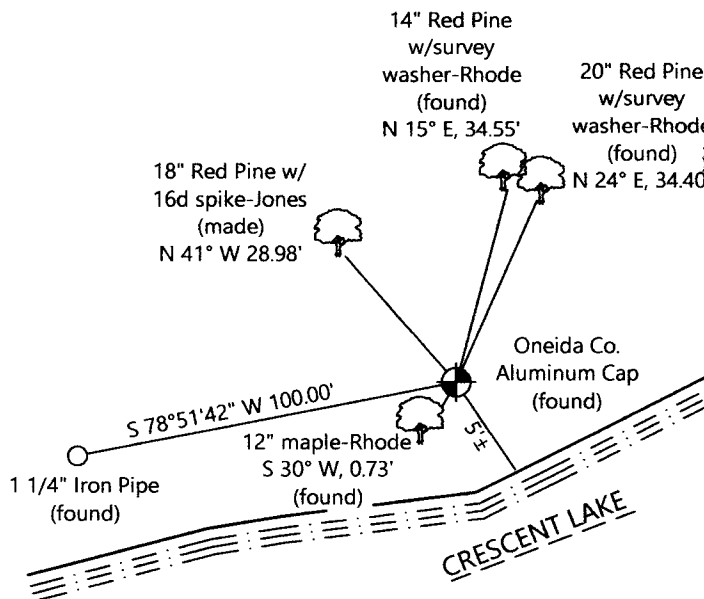 14" Red Pine
w/survey
washer-Rhode
(found)
N 15° E, 34.55'
20" Red Pine
w/survey
washer-Rhode
(found)
N 24° E, 34.40
18" Red Pine w/
16d spike-Jones
(made)
N 41° W 28.98'
Oneida Co.
Aluminum Cap
(found)
S 78°51'42" W 100.00'
5'±
12" maple-Rhode
S 30° W, 0.73'
(found)
1 1/4" Iron Pipe
(found)
CRESCENT LAKE